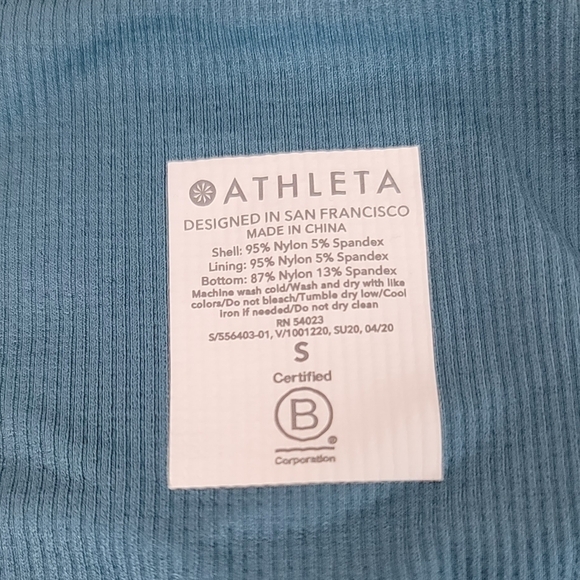 ATHLETA
DESIGNED IN SAN FRANCISCO
MADE IN CHINA
Shell: 95% Nylon 5% Spandex
Lining: 95% Nylon 5% Spandex
Bottom: 87% Nylon 13% Spandex
Machine wash cold/Wash and dry with like
colors/Do not bleach/Tumble dry low/Cool
iron if needed/Do not dry clean
RN 54023
S/556403-01, V/1001220, SU20, 04/20
S
Certified
B
®
Corporation